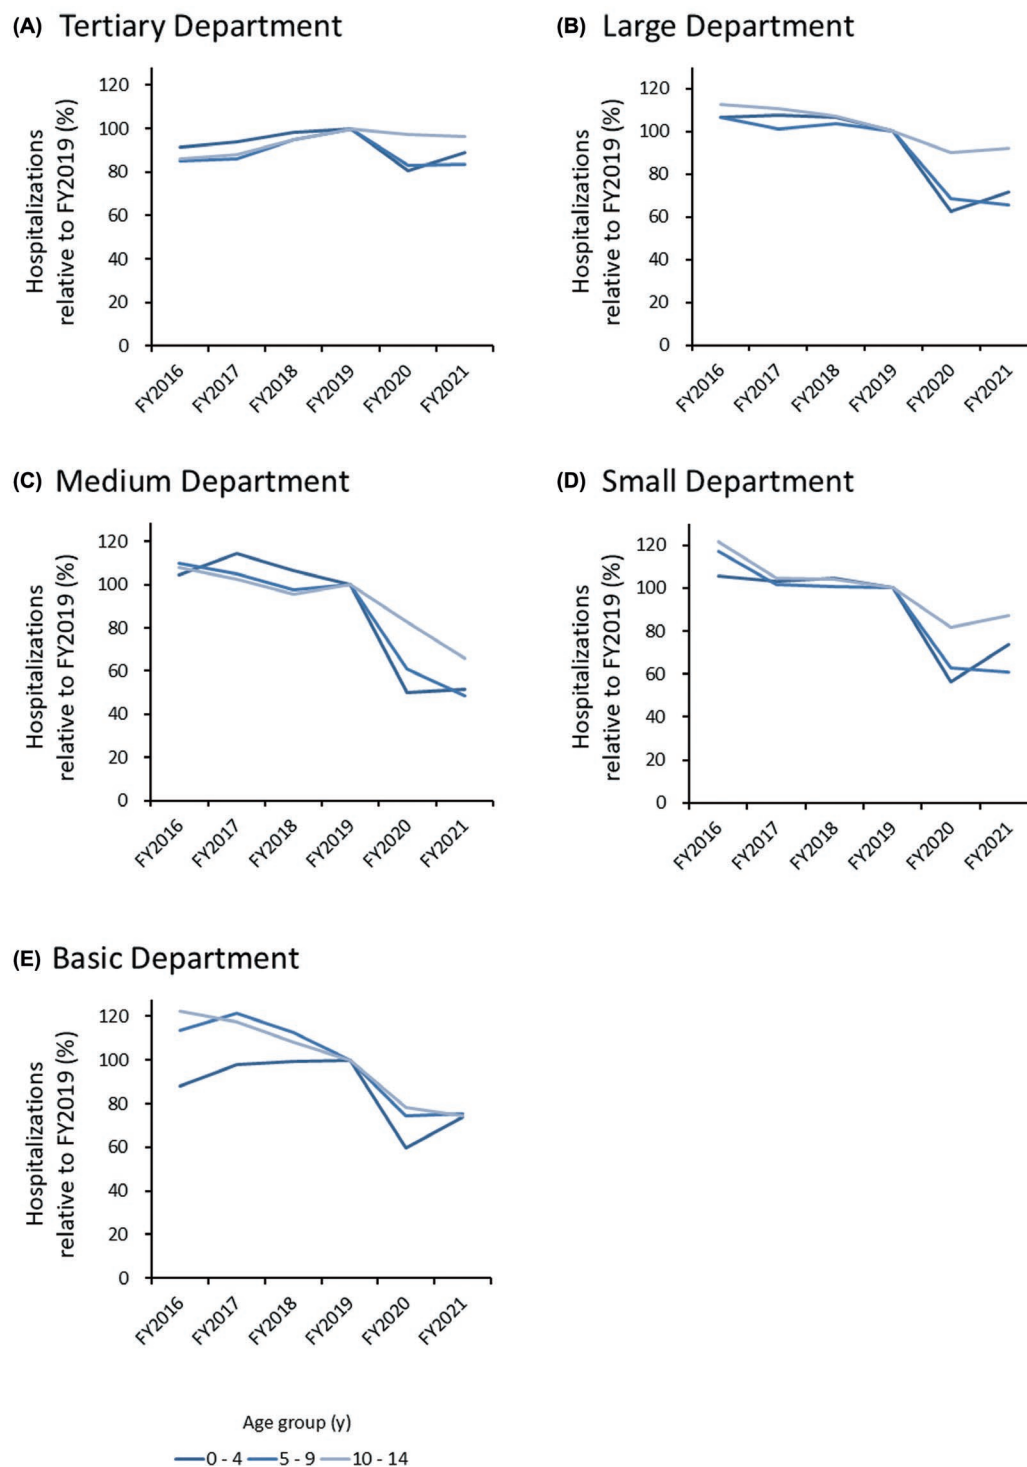 (A) Tertiary Department
Hospitalizations
relative to FY2019 (%)
120
100
80
60
40
20
0
FY2016
FY2017
FY2018
FY2019
FY2020
FY2021
(B) Large Department
Hospitalizations
relative to FY2019 (%)
120
100
80
60
40
20
0
FY2016
FY2017
FY2018
FY2019
FY2020
FY2021
(C) Medium Department
Hospitalizations
relative to FY2019 (%)
120
100
80
60
40
20
0
FY2016
FY2017
FY2018
FY2019
FY2020
FY2021
(D) Small Department
Hospitalizations
relative to FY2019 (%)
120
100
80
60
40
20
0
FY2016
FY2017
FY2018
FY2019
FY2020
FY2021
(E) Basic Department
Hospitalizations
relative to FY2019 (%)
120
100
80
60
40
20
0
FY2016
FY2017
FY2018
FY2019
FY2020
FY2021
Age group (y)
0 - 4 5 - 9 10 - 14